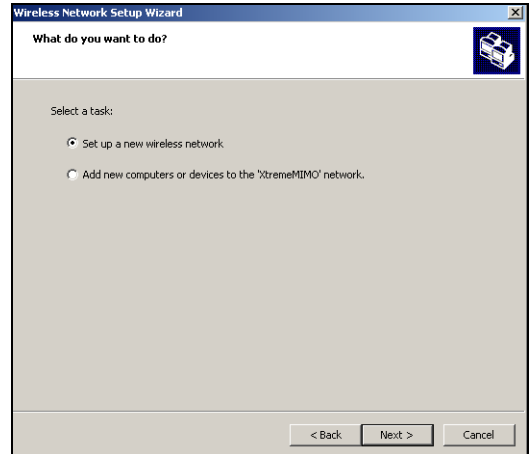 Wireless Network Setup Wizard
What do you want to do?
Select a task:
Set up a new wireless network
Add new computers or devices to the 'XtremeMIMO' network.
< Back Next > Cancel